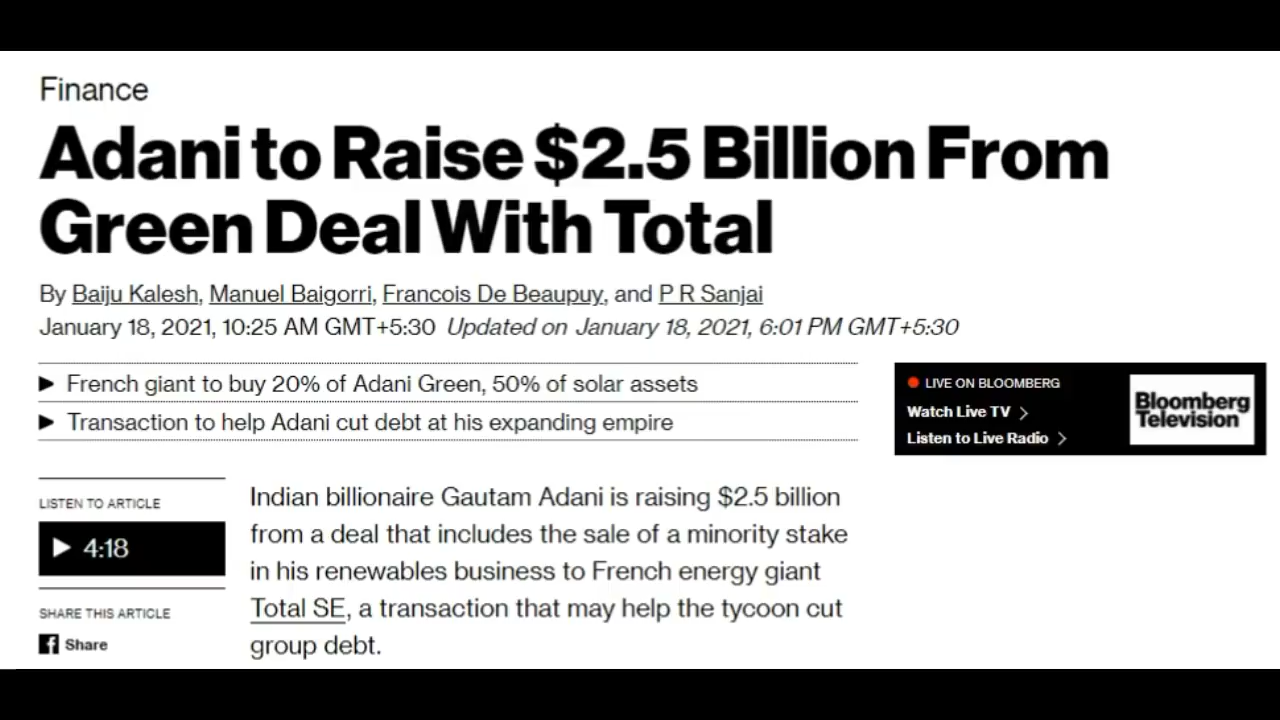 Finance
Adani to Raise $2.5 Billion From
Green Deal With Total
By Baiju Kalesh, Manuel Baigorri, Francois De Beaupuy, and P R Sanjai
January 18, 2021, 10:25 AM GMT+5:30 Updated on January 18, 2021, 6:01 PM GMT+5:30
French giant to buy 20% of Adani Green, 50% of solar assets
Transaction to help Adani cut debt at his expanding empire
LIVE ON BLOOMBERG
Watch Live TV
Listen to Live Radio
Bloomberg
Television
LISTEN TO ARTICLE
4:18
SHARE THIS ARTICLE
f Share
Indian billionaire Gautam Adani is raising $2.5 billion
from a deal that includes the sale of a minority stake
in his renewables business to French energy giant
Total SE, a transaction that may help the tycoon cut
group debt.